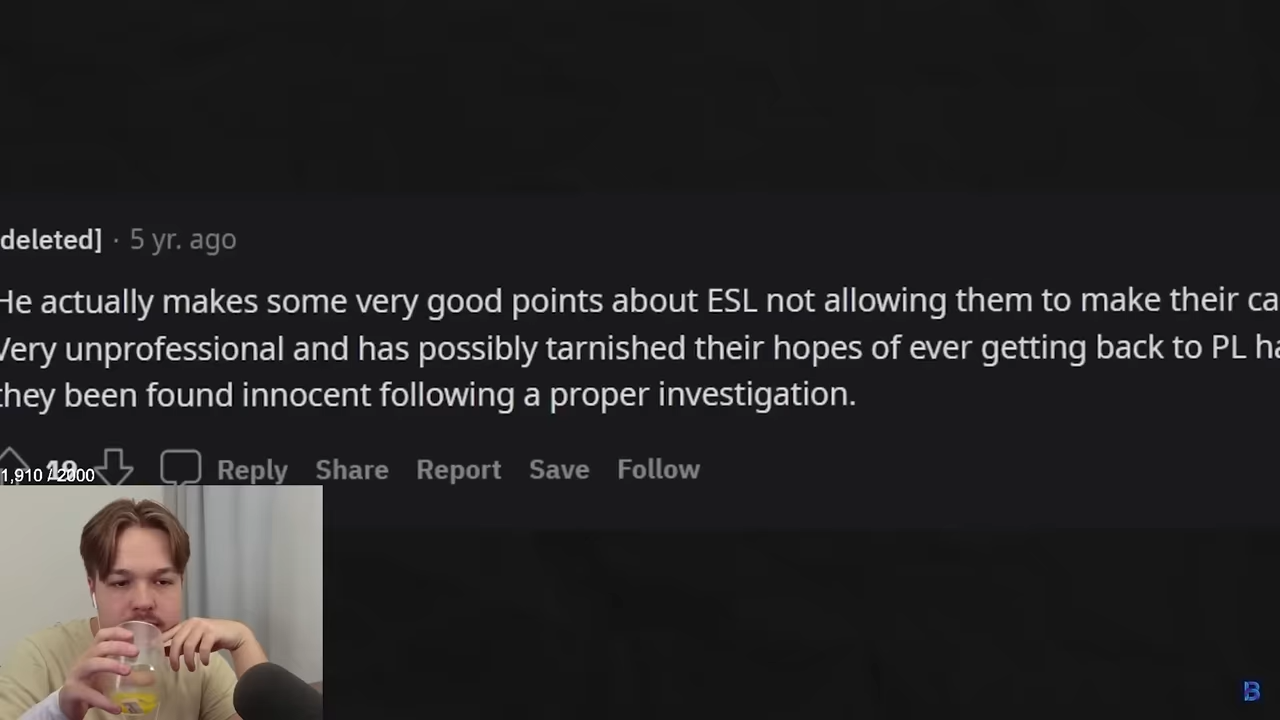 deleted] · 5 yr. ago
He actually makes some very good points about ESL not allowing them to make their ca
Very unprofessional and has possibly tarnished their hopes of ever getting back to PL ha
they been found innocent following a proper investigation.
19 Reply Share Report Save Follow
1,910 / 2000
B